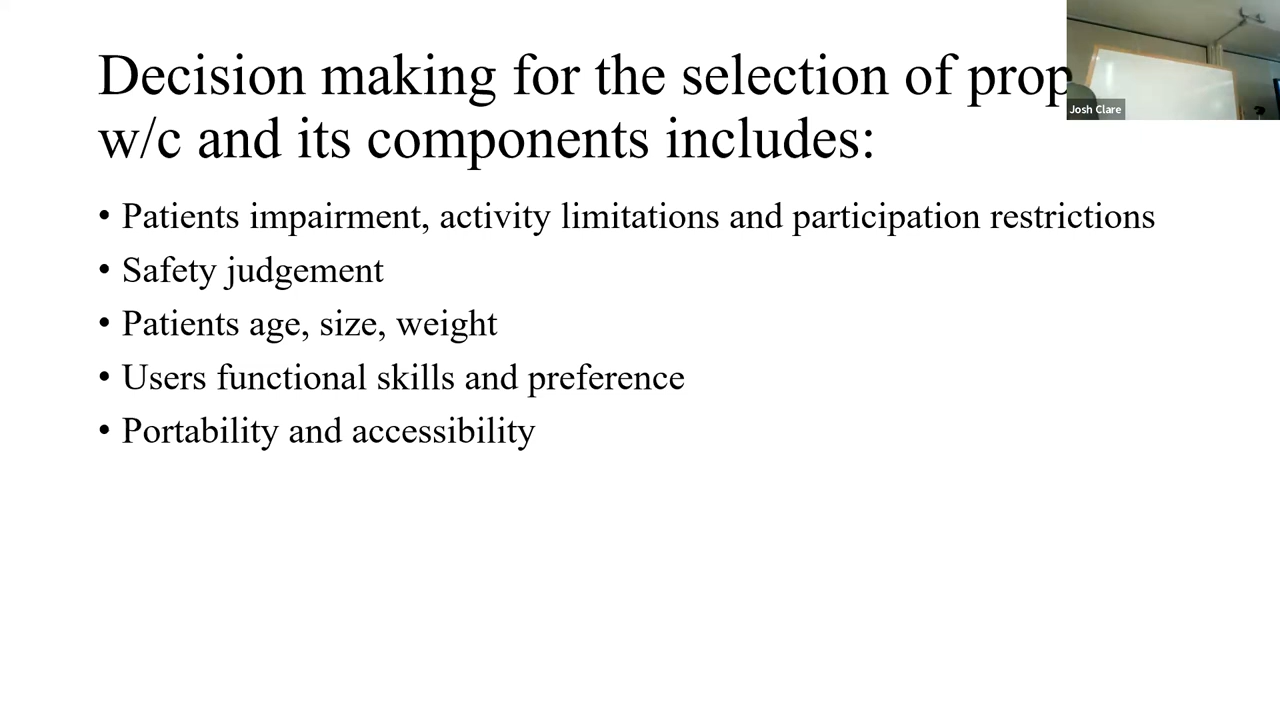 Decision making for the selection of prop
w/c and its components includes:
• Patients impairment, activity limitations and participation restrictions
• Safety judgement
• Patients age, size, weight
• Users functional skills and preference
• Portability and accessibility
Josh Clare